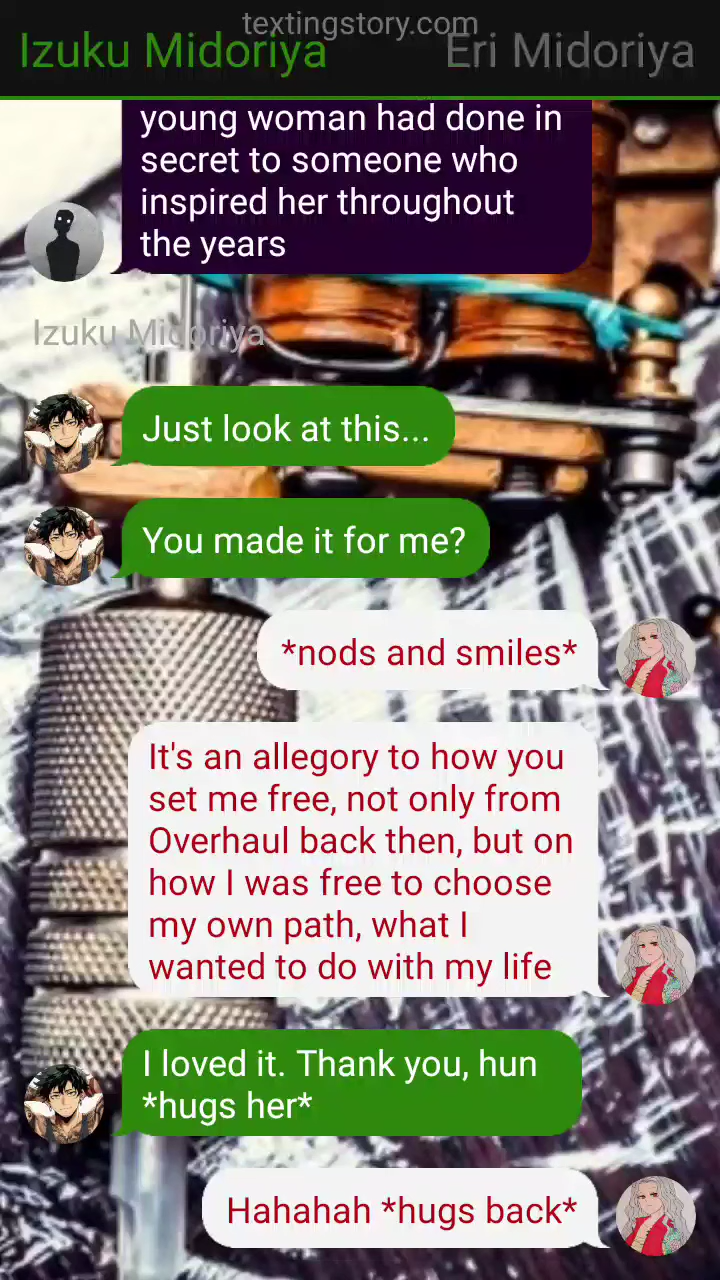 textingstory.com
Izuku Midoriya
Eri Midoriya
young woman had done in
secret to someone who
inspired her throughout
the years
Izuku Midoriya
Just look at this...
You made it for me?
*nods and smiles*
It's an allegory to how you
set me free, not only from
Overhaul back then, but on
how I was free to choose
my own path, what I
wanted to do with my life
I loved it. Thank you, hun
*hugs her*
Hahahah *hugs back*